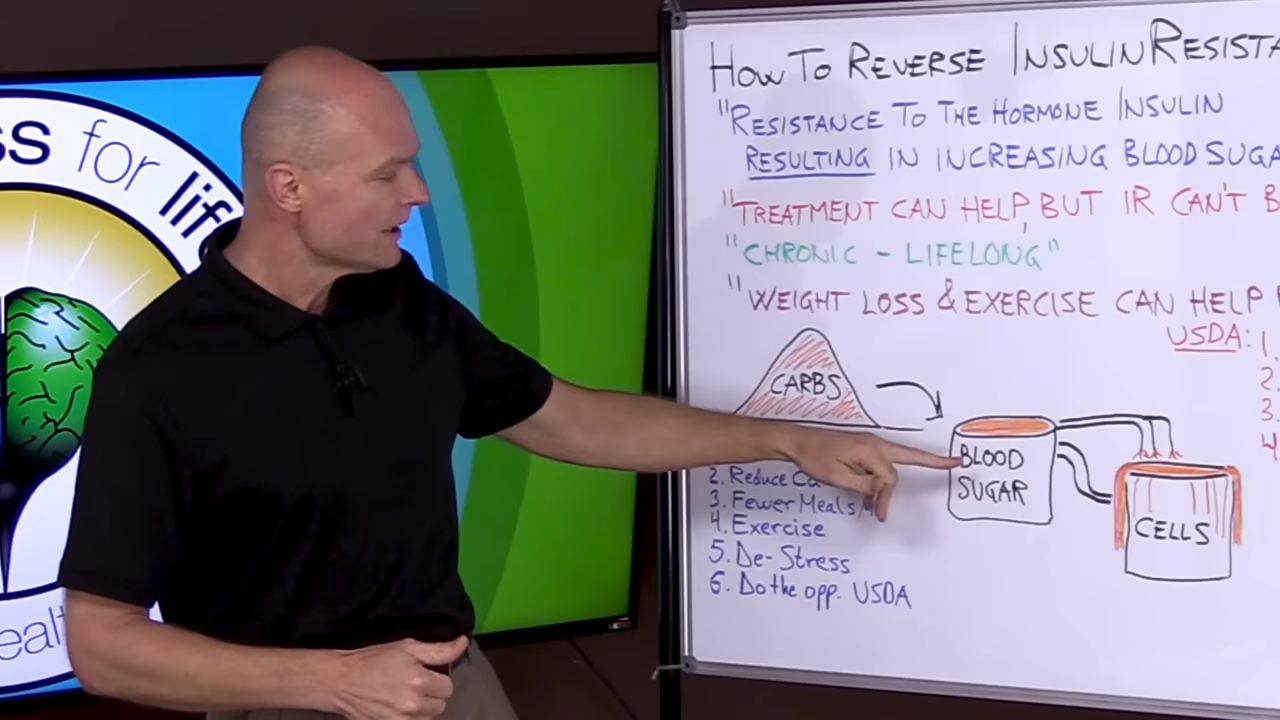 ss for lif
eal
HOW TO REVERSE INSULIN RESISTA
"RESISTANCE TO THE HORMONE INSULIN
RESULTING IN INCREASING BLOOD SUGA
"TREATMENT CAN HELP, BUT IR CAN'T B
"CHRONIC - LIFELONG"
"WEIGHT LOSS & EXERCISE CAN HELP
USDA: 1.
2.
3.
4
CARBS
BLOOD
SUGAR
CELLS
2. Reduce Ca
3. Fewer Meals
4. Exercise
5. De-Stress
6. Do the opp. USDA